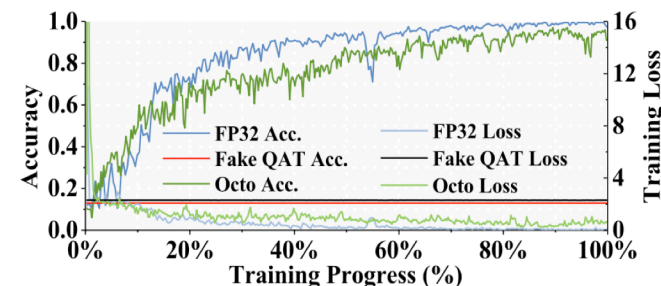 1.0
0.8
0.6
0.4
0.2
0.0
Accuracy
16
12
8
4
0
Training Loss
FP32 Acc.
Fake QAT Acc.
Octo Acc.
FP32 Loss
Fake QAT Loss
Octo Loss
0% 20% 40% 60% 80% 100%
Training Progress (%)